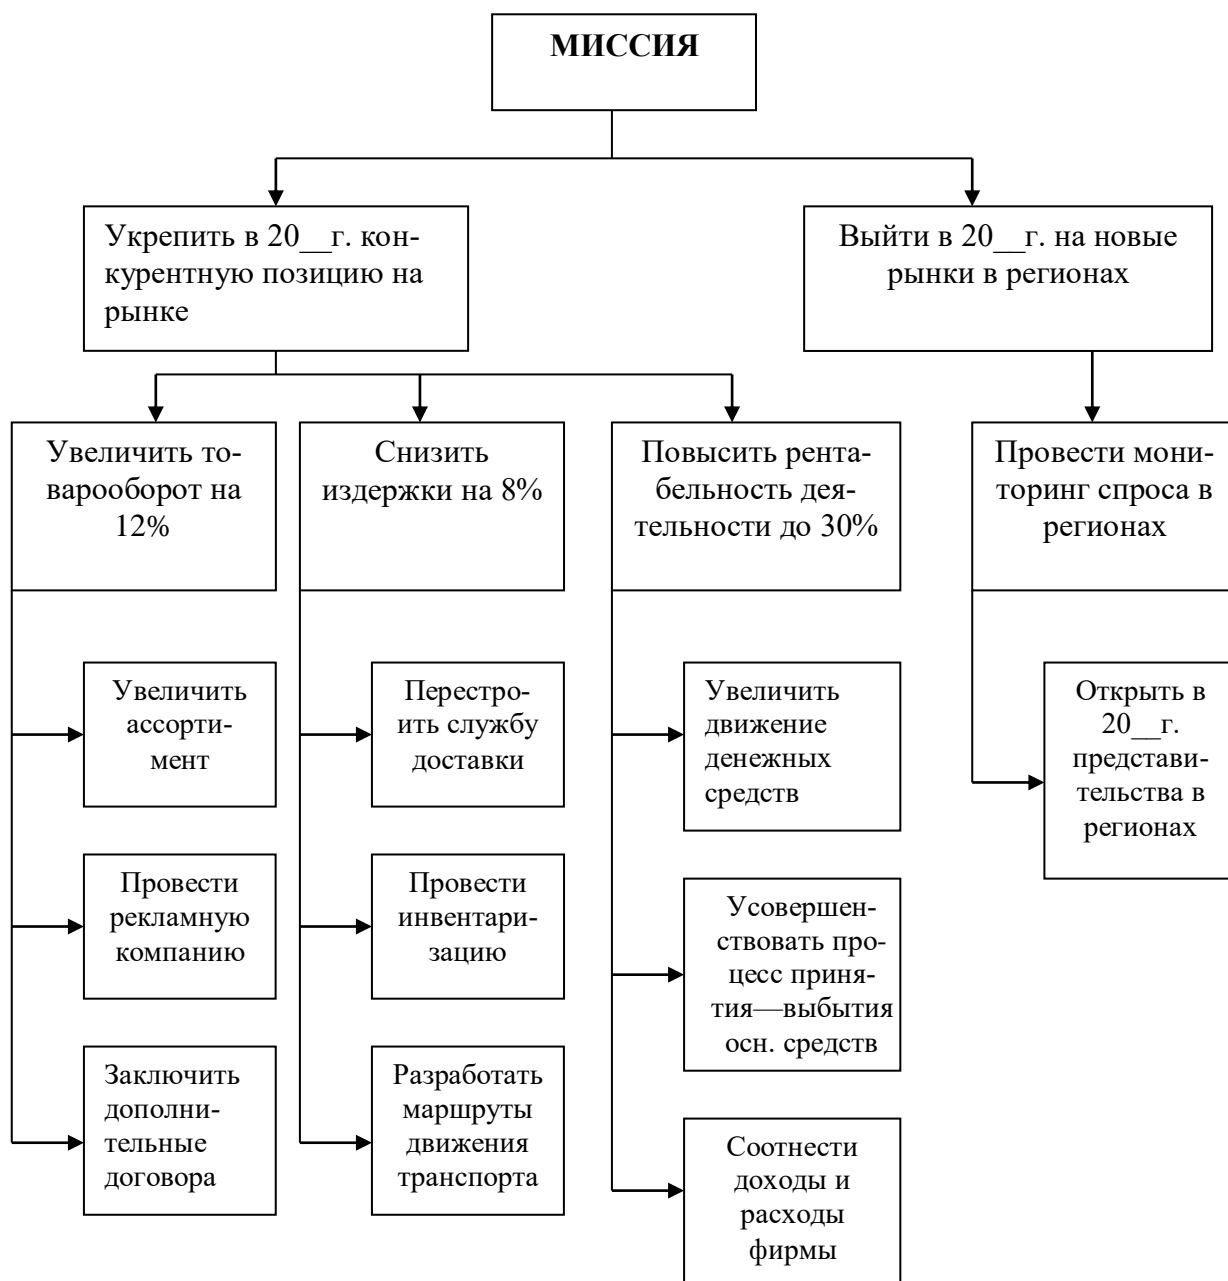 МИССИЯ
Укрепить в 20__г. кон-
курентную позицию на
рынке
Выйти в 20__г. на новые
рынки в регионах
Увеличить то-
варооборот на
12%
Снизить
издержки на 8%
Повысить рента-
бельность дея-
тельности до 30%
Провести мони-
торинг спроса в
регионах
Увеличить
ассорти-
мент
Перестро-
ить службу
доставки
Увеличить
движение
денежных
средств
Открыть в
20__г.
представи-
тельства в
регионах
Провести
рекламную
компанию
Провести
инвентари-
зацию
Усовершен-
ствовать про-
цесс приня-
тия—выбытия
осн. средств
Заключить
дополни-
тельные
договора
Разработать
маршруты
движения
транспорта
Соотнести
доходы и
расходы
фирмы